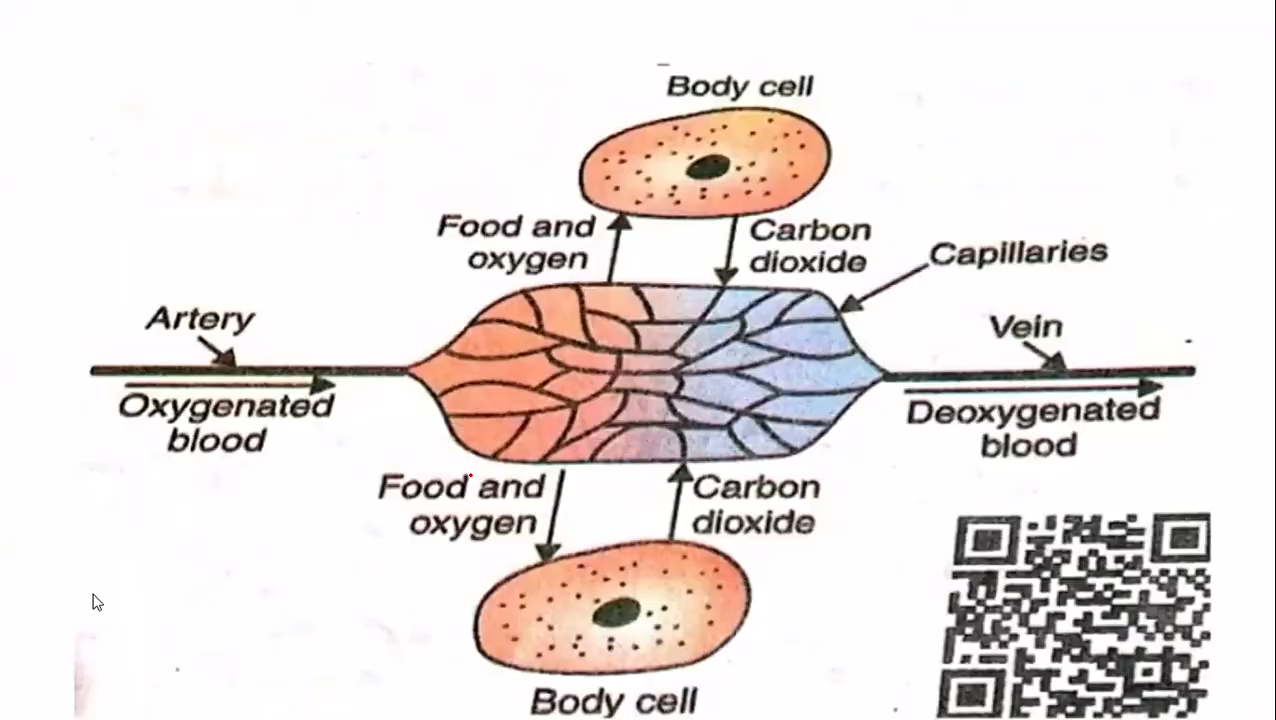 Body cell
Food and
oxygen
Carbon
dioxide
Capillaries
Artery
Vein
Oxygenated
blood
Deoxygenated
blood
Food and
oxygen
Carbon
dioxide
Body cell